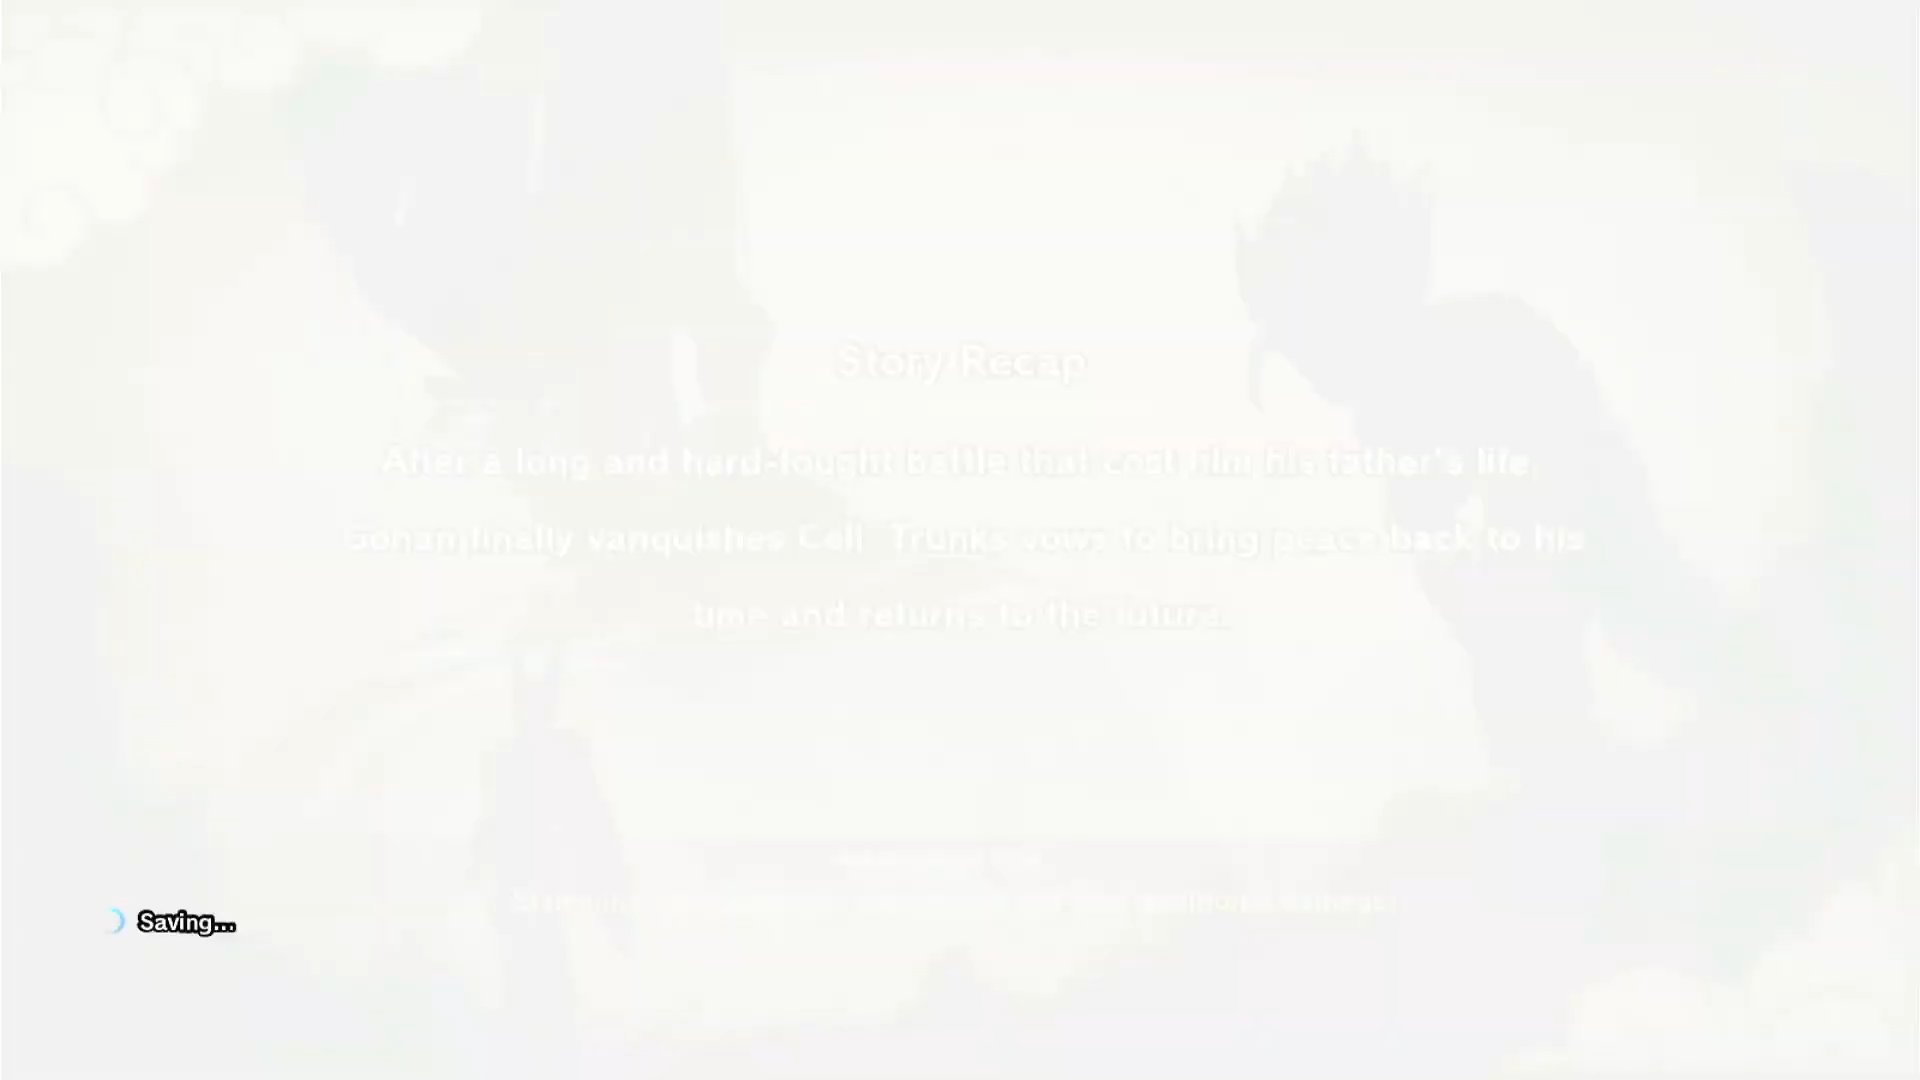 Story Recap
After a long and hard-fought battle that cost him his father's life,
Gohan finally vanquishes Cell. Trunks vows to bring peace back to his
time and returns to the future.
Saving...